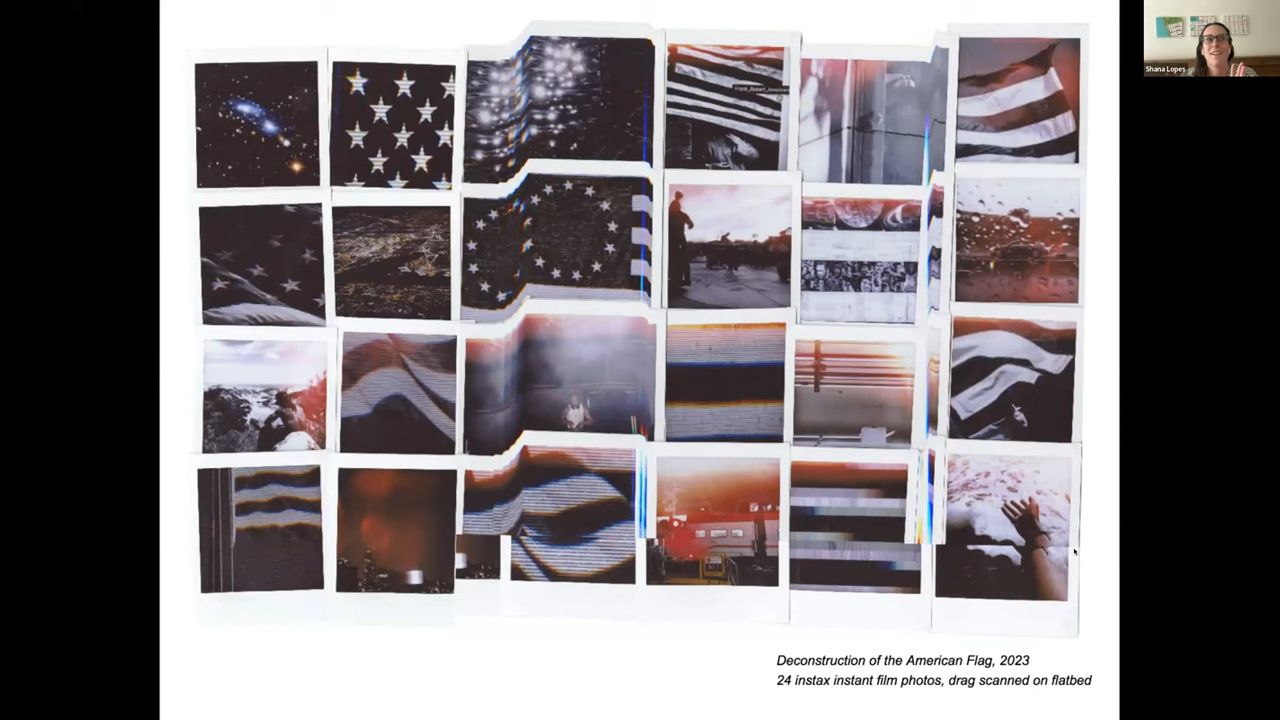 Shana Lopes
Deconstruction of the American Flag, 2023
24 instax instant film photos, drag scanned on flatbed